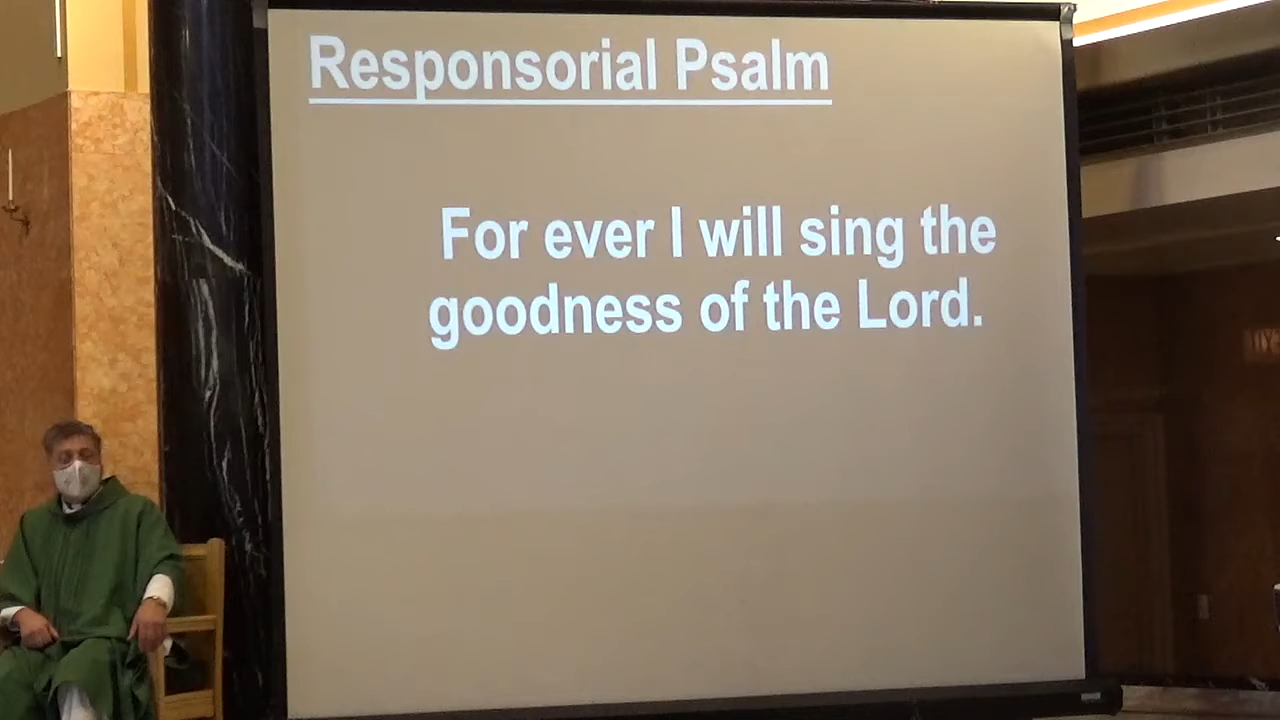 Responsorial Psalm
For ever I will sing the
goodness of the Lord.